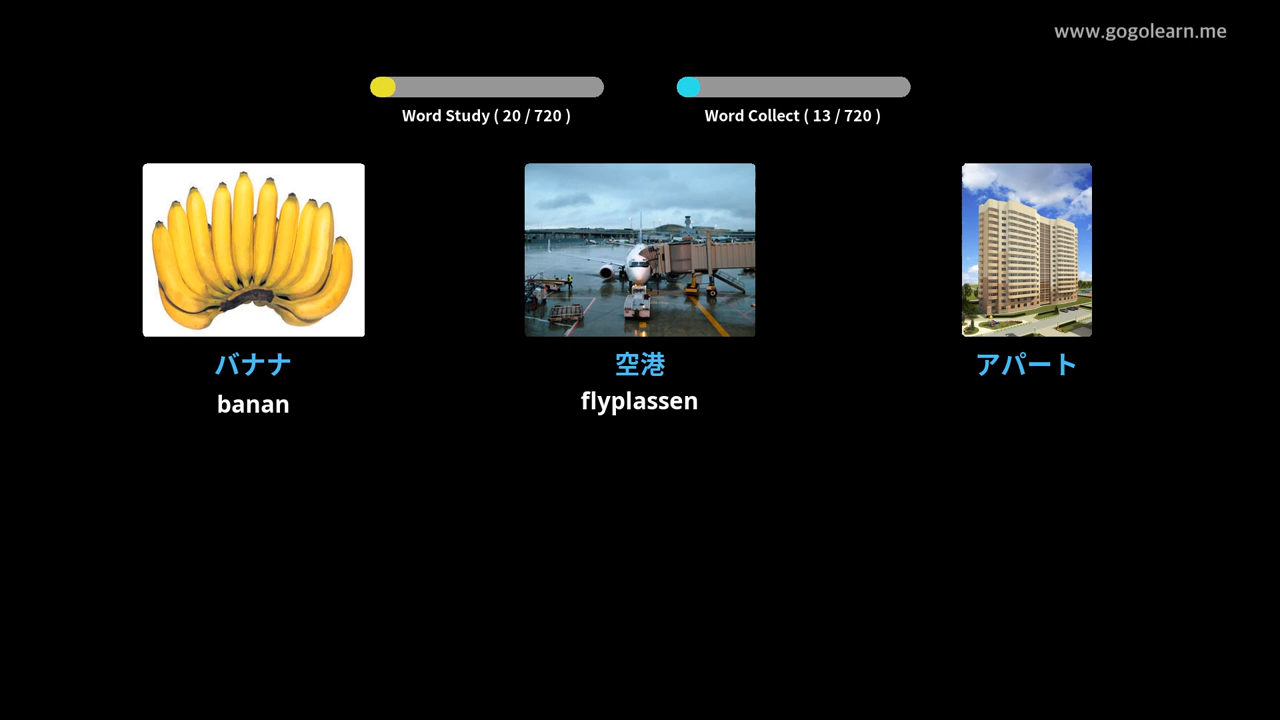 www.gogolearn.me
Word Study ( 20 / 720 )
Word Collect ( 13 / 720 )
バナナ
banan
空港
flyplassen
アパート